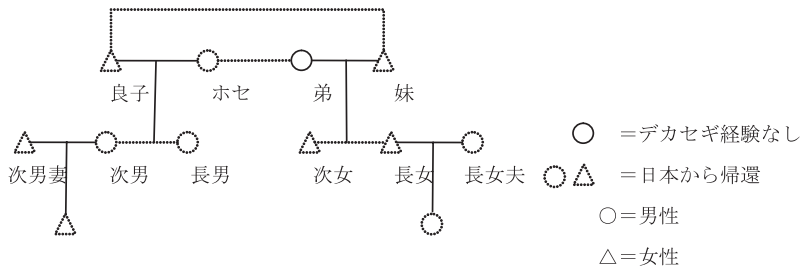 良子 ホセ 弟 妹
次男妻 次男 長男 次女 長女 長女夫
=デカセギ経験なし
=日本から帰還
=男性
=女性